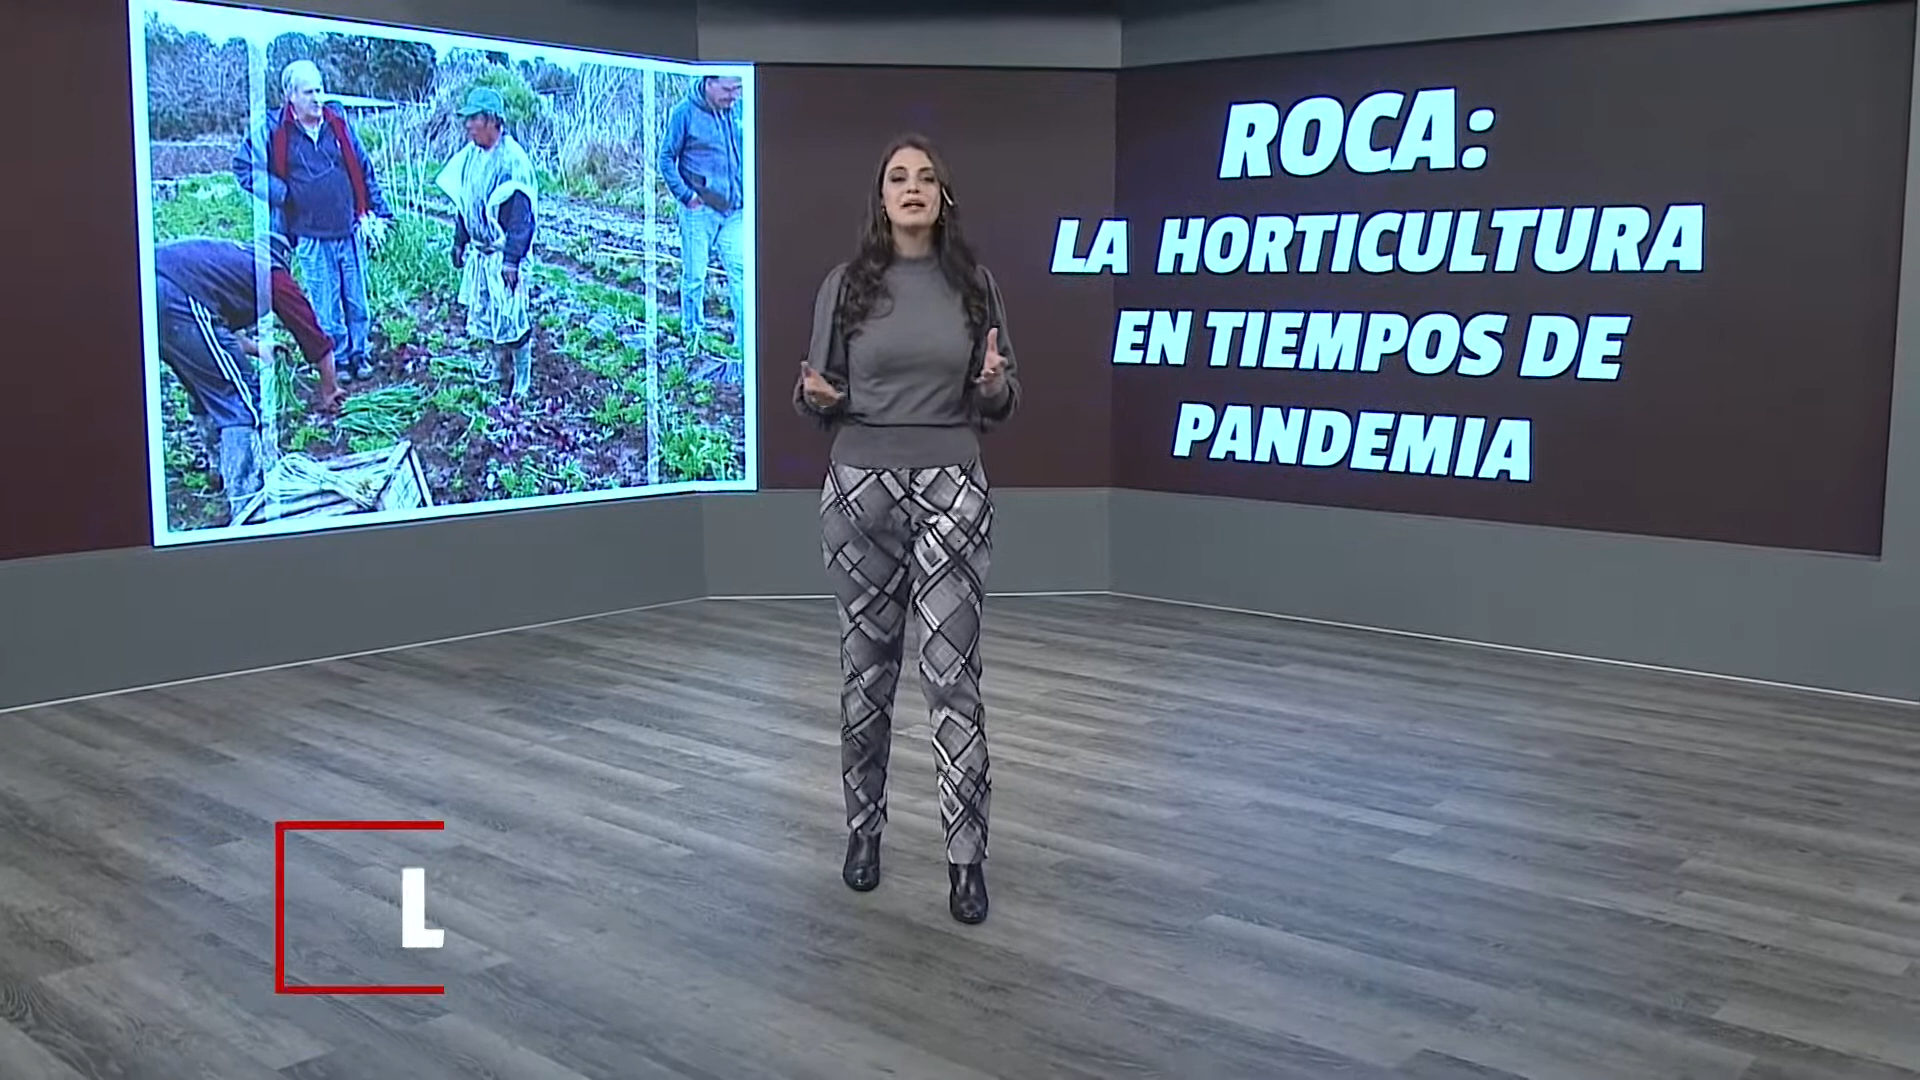 ROCA:
LA HORTICULTURA
EN TIEMPOS DE
PANDEMIA
L